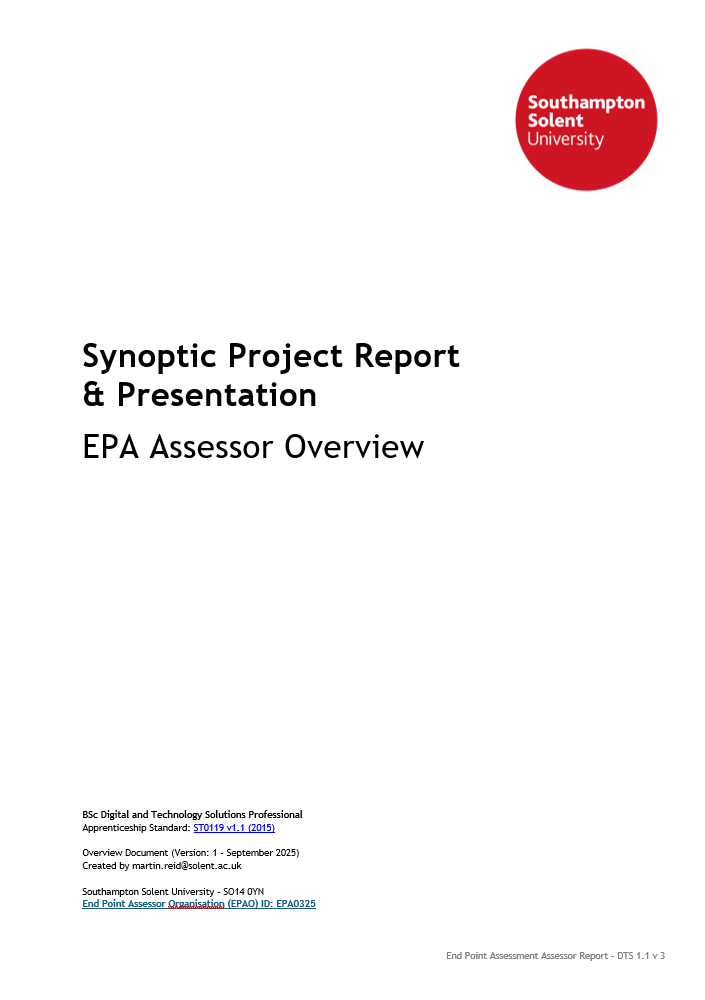 Southampton
Solent
University
Synoptic Project Report
& Presentation
EPA Assessor Overview
BSc Digital and Technology Solutions Professional
Apprenticeship Standard: ST0119 v1.1 (2015)
Overview Document (Version: 1 - September 2025)
Created by martin.reid@solent.ac.uk
Southampton Solent University - SO14 0YN
End Point Assessor Organisation (EPAO) ID: EPA0325
End Point Assessment Assessor Report - DTS 1.1 v 3